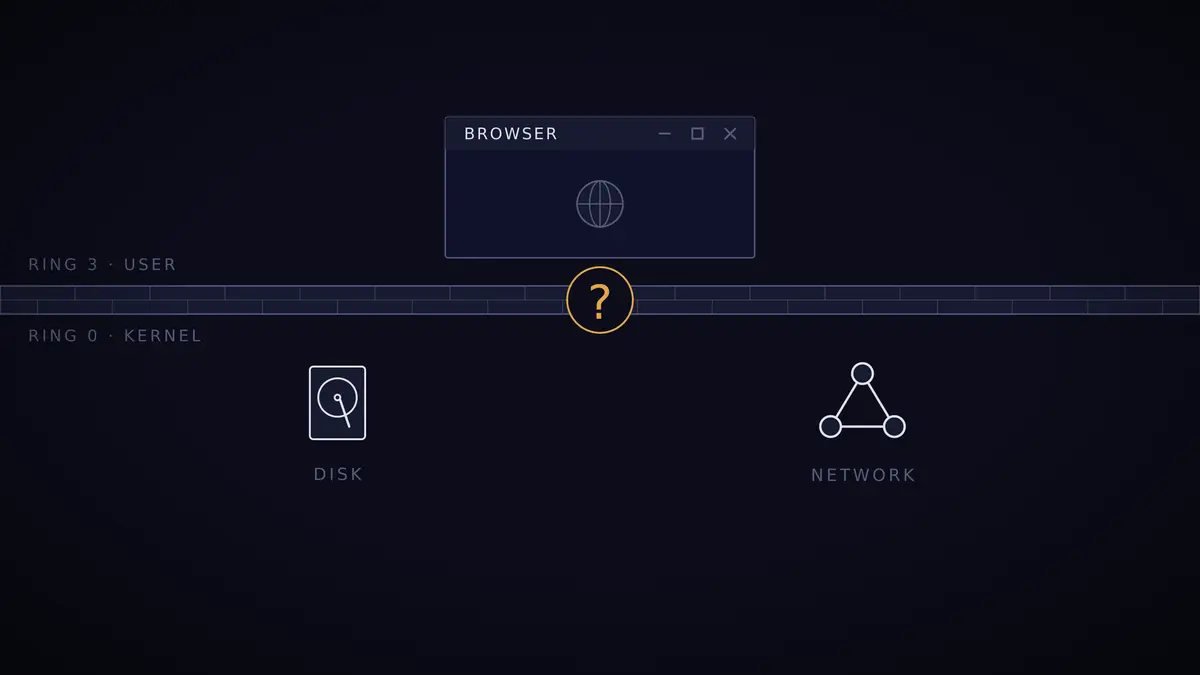 BROWSER
RING 3 · USER
?
RING 0 · KERNEL
DISK
NETWORK